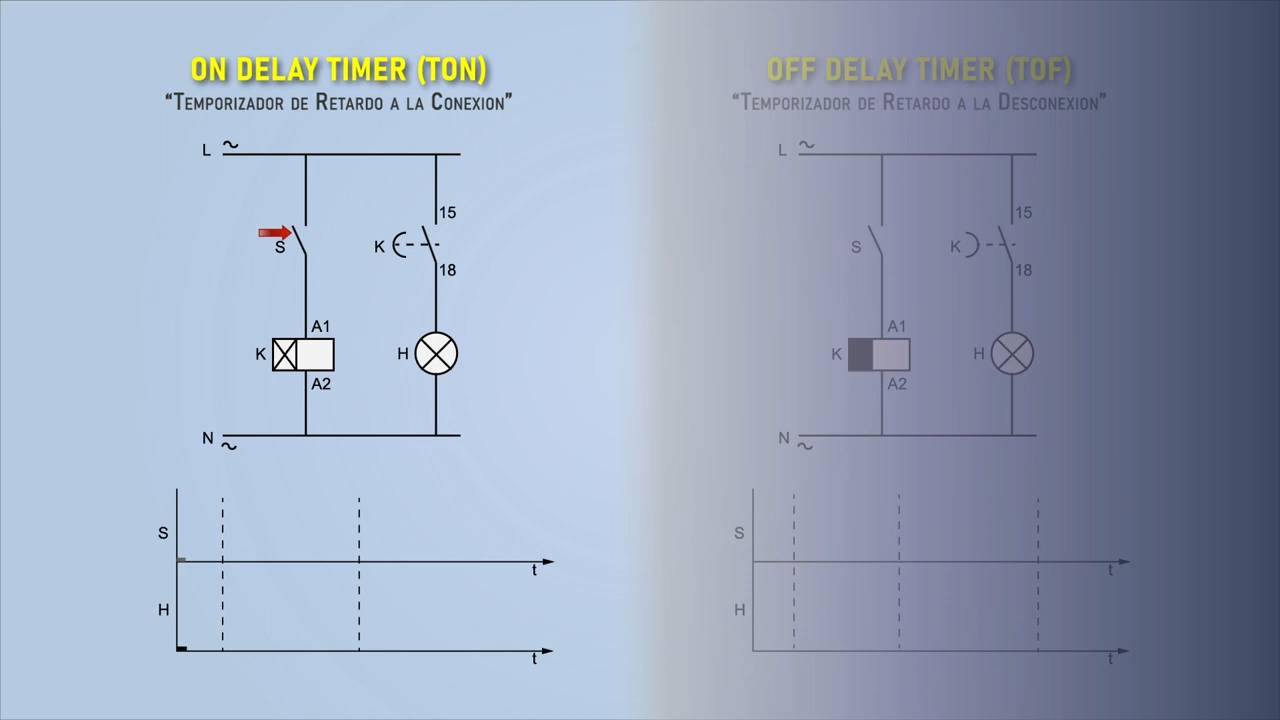 ON DELAY TIMER (TON)
“Temporizador de Retardo a la Conexion”
L
~
15
S
K
18
A1
K
H
A2
N
~
S
t
H
t
OFF DELAY TIMER (TOF)
“Temporizador de Retardo a la Desconexion”
L
~
15
S
K
18
A1
K
H
A2
N
~
S
t
H
t